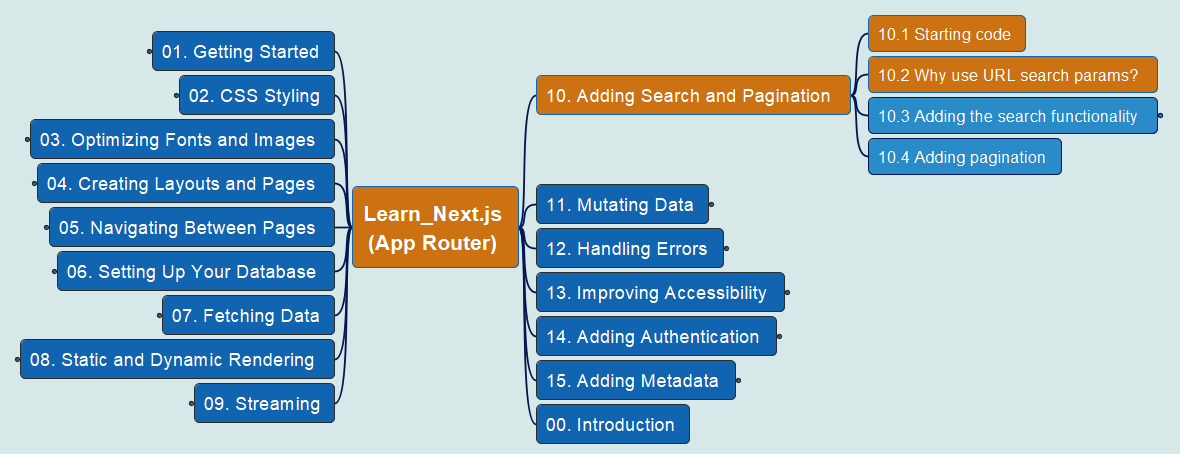 01. Getting Started
02. CSS Styling
03. Optimizing Fonts and Images
04. Creating Layouts and Pages
05. Navigating Between Pages
06. Setting Up Your Database
07. Fetching Data
08. Static and Dynamic Rendering
09. Streaming
Learn_Next.js
(App Router)
10. Adding Search and Pagination
10.1 Starting code
10.2 Why use URL search params?
10.3 Adding the search functionality
10.4 Adding pagination
11. Mutating Data
12. Handling Errors
13. Improving Accessibility
14. Adding Authentication
15. Adding Metadata
00. Introduction